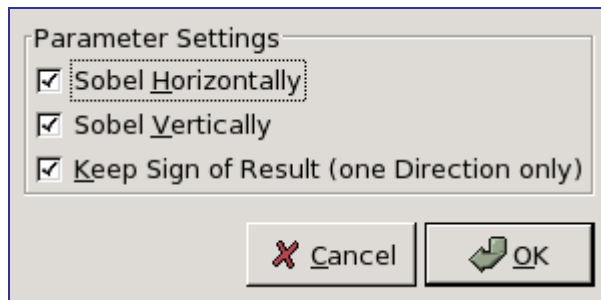 Parameter Settings
Sobel Horizontally
Sobel Vertically
Keep Sign of Result (one Direction only)
Cancel OK